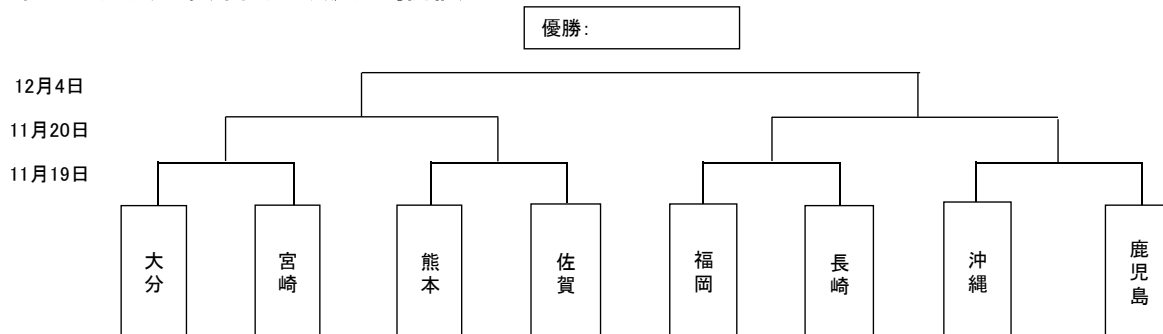 優勝:
12月4日
11月20日
11月19日
大分
宮崎
熊本
佐賀
福岡
長崎
沖縄
鹿児島